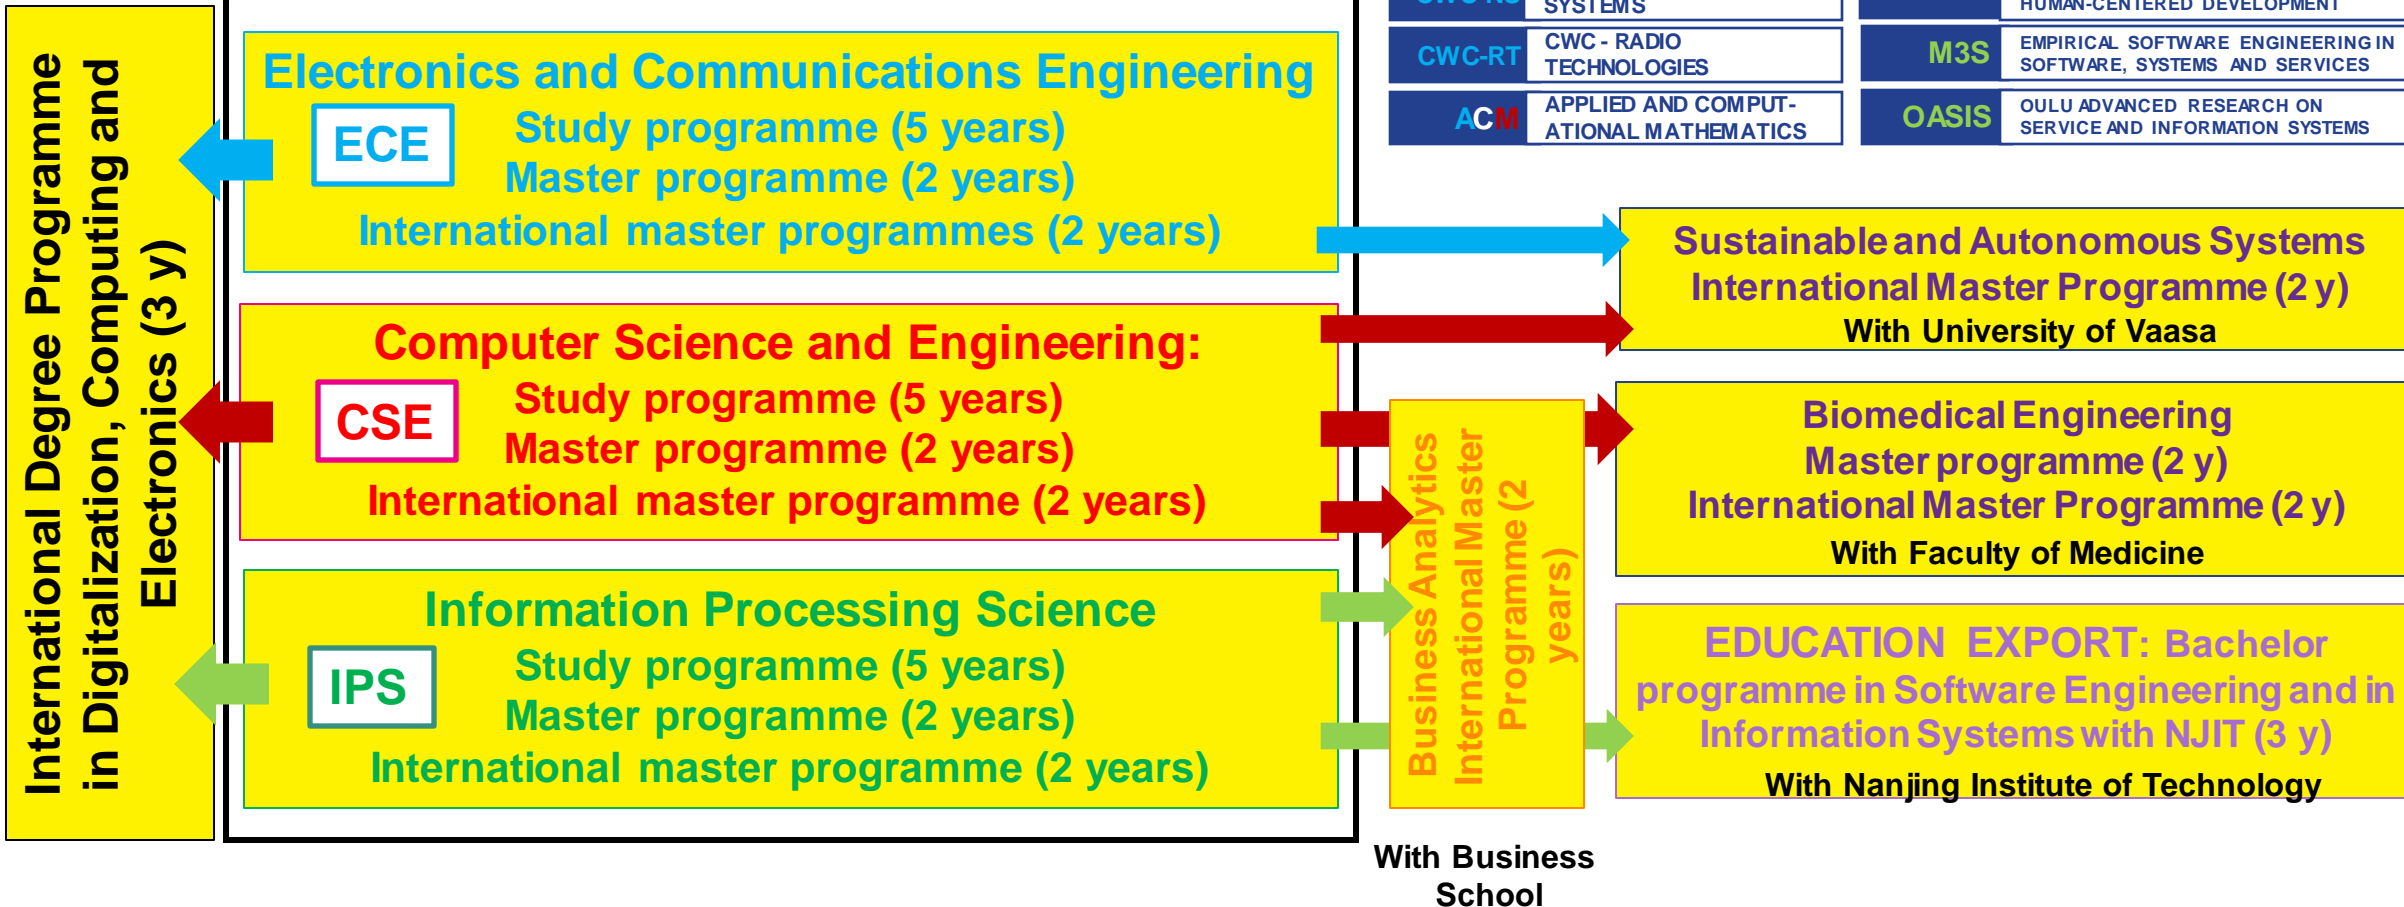 International Degree Programme
in Digitalization, Computing and
Electronics (3 y)
Electronics and Communications Engineering
ECE
Study programme (5 years)
Master programme (2 years)
International master programmes (2 years)
Computer Science and Engineering:
CSE
Study programme (5 years)
Master programme (2 years)
International master programme (2 years)
Information Processing Science
IPS
Study programme (5 years)
Master programme (2 years)
International master programme (2 years)
SYSTEMS
CWC-RT
CWC - RADIO
TECHNOLOGIES
ACM
APPLIED AND COMPUT-
ATIONAL MATHEMATICS
HUMAN-CENTERED DEVELOPMENT
M3S
EMPIRICAL SOFTWARE ENGINEERING IN
SOFTWARE, SYSTEMS AND SERVICES
OASIS
OULU ADVANCED RESEARCH ON
SERVICE AND INFORMATION SYSTEMS
Business Analytics
International Master
Programme (2
years)
With Business
School
Sustainable and Autonomous Systems
International Master Programme (2 y)
With University of Vaasa
Biomedical Engineering
Master programme (2 y)
International Master Programme (2 y)
With Faculty of Medicine
EDUCATION EXPORT: Bachelor
programme in Software Engineering and in
Information Systems with NJIT (3 y)
With Nanjing Institute of Technology